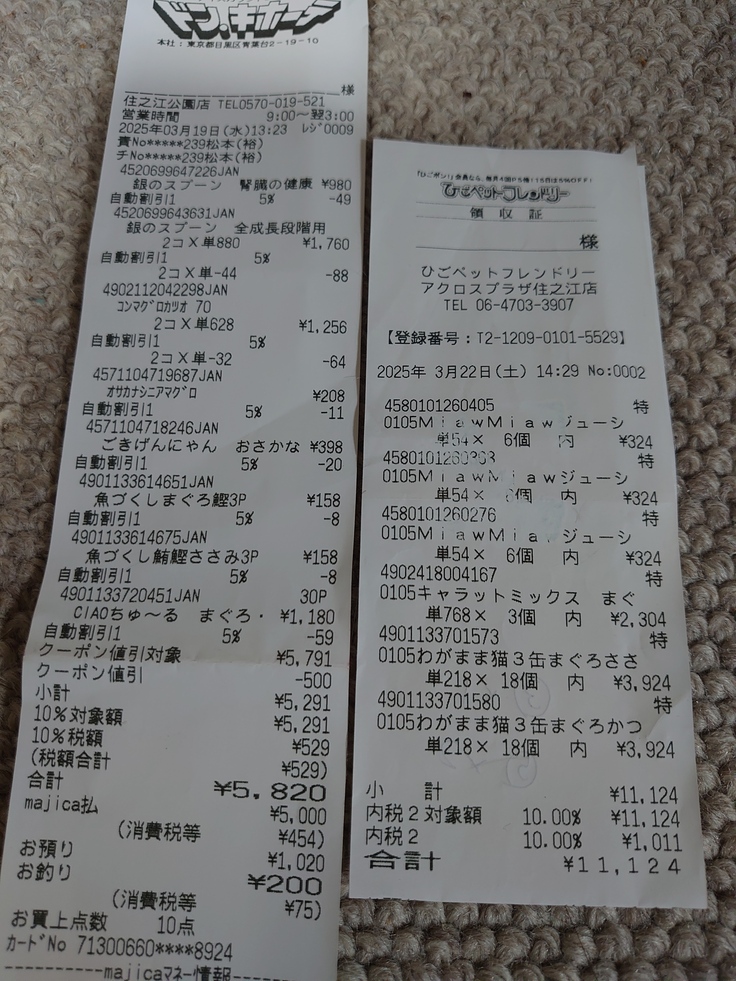 ドン.キホーテ
本社：東京都目黒区青葉台2-19-10
様
住之江公園店 TEL0570-019-521
営業時間 9:00～翌3:00
2025年03月19日(水)13:23 ﾚｼﾞ0009
責No*****239松本(裕)
チNo*****239松本(裕)
4520699647226JAN
銀のスプーン 腎臓の健康 ¥980
自動割引1 5% -49
4520699643631JAN
銀のスプーン 全成長段階用
2コ×単880 ¥1,760
自動割引1 5%
2コ×単-44 -88
4902112042298JAN
ｺﾝﾏｸﾞﾛｶﾂｵ 70
2コ×単628 ¥1,256
自動割引1 5%
2コ×単-32 -64
4571104719687JAN
ｵｻｶﾅｼﾆｱﾏｸﾞﾛ ¥208
自動割引1 5% -11
4571104718246JAN
ごきげんにゃん おさかな ¥398
自動割引1 5% -20
4901133614651JAN
魚づくしまぐろ鰹3P ¥158
自動割引1 5% -8
4901133614675JAN
魚づくし鮪鰹ささみ3P ¥158
自動割引1 5% -8
4901133720451JAN 30P
CIAOちゅ～る まぐろ・ ¥1,180
自動割引1 5% -59
クーポン値引対象 ¥5,791
クーポン値引 -500
小計 ¥5,291
10%対象額 ¥5,291
10%税額 ¥529
(税額合計 ¥529)
合計 ¥5,820
majica払 ¥5,000
(消費税等 ¥454)
お預り ¥1,020
お釣り ¥200
(消費税等 ¥75)
お買上点数 10点
ｶｰﾄﾞNo 71300660****8924
----------majicaマネー情報----------
ひごペットフレンドリー
領収証
様
ひごペットフレンドリー
アクロスプラザ住之江店
TEL 06-4703-3907
【登録番号：T2-1209-0101-5529】
2025年 3月22日(土) 14:29 No:0002
4580101260405 特
0105ＭｉａｗＭｉａｗジューシ
単54× 6個 内 ¥324
特
0105ＭｉａｗＭｉａｗジューシ
単54× 6個 内 ¥324
4580101260276 特
0105ＭｉａｗＭｉａｗジューシ
単54× 6個 内 ¥324
4902418004167 特
0105キャラットミックス まぐ
単768× 3個 内 ¥2,304
4901133701573 特
0105わがまま猫３缶まぐろささ
単218× 18個 内 ¥3,924
4901133701580 特
0105わがまま猫３缶まぐろかつ
単218× 18個 内 ¥3,924
小 計 ¥11,124
内税２対象額 10.00% ¥11,124
内税２ 10.00% ¥1,011
合計 ¥１１,１２４